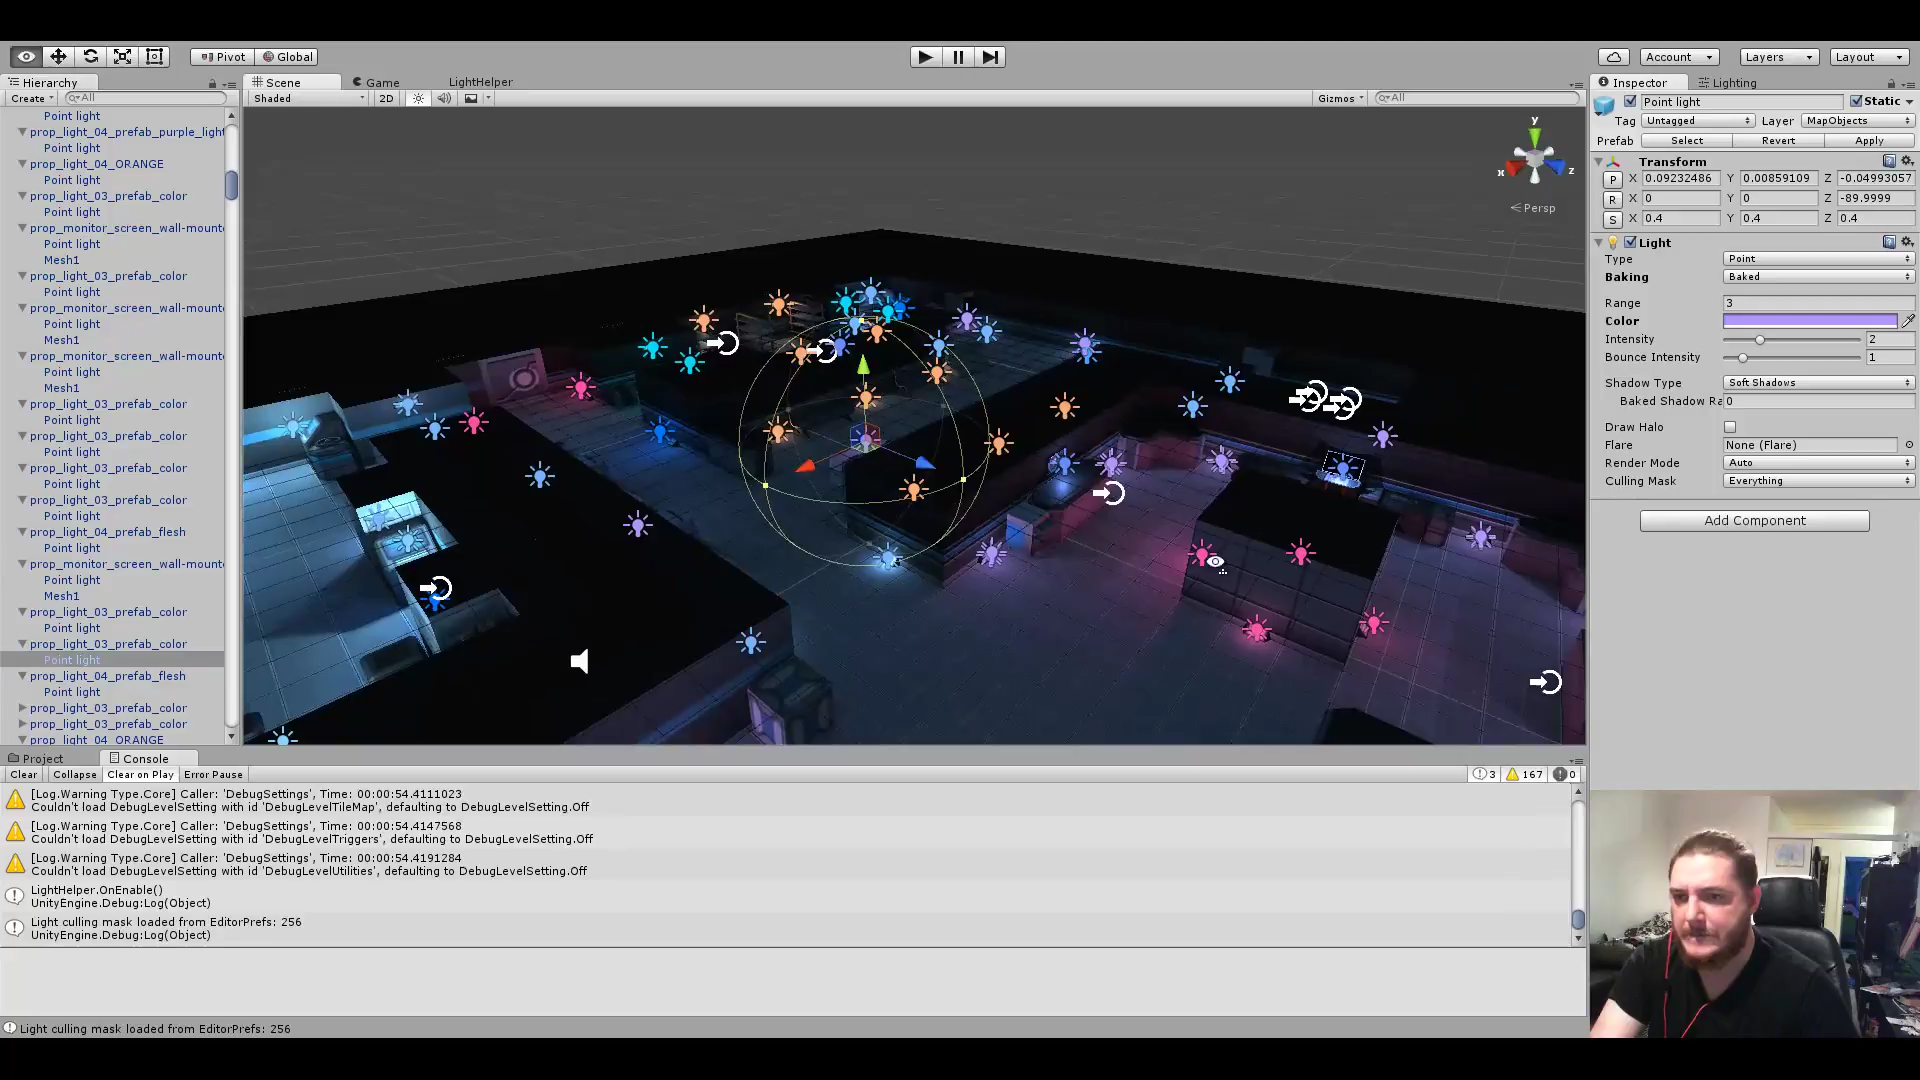 Pivot
Global
Account
Layers
Layout
Hierarchy
Create
All
Point light
prop_light_04_prefab_purple_light
Point light
prop_light_04_ORANGE
Point light
prop_light_03_prefab_color
Point light
prop_monitor_screen_wall-mounte
Point light
Mesh1
prop_light_03_prefab_color
Point light
prop_monitor_screen_wall-mounte
Point light
Mesh1
prop_monitor_screen_wall-mounte
Point light
Mesh1
prop_light_03_prefab_color
Point light
prop_light_03_prefab_color
Point light
prop_light_03_prefab_color
Point light
prop_light_03_prefab_color
Point light
prop_light_04_prefab_flesh
Point light
prop_monitor_screen_wall-mounte
Mesh1
prop_light_03_prefab_color
Point light
prop_light_03_prefab_color
Point light
prop_light_04_prefab_flesh
Point light
prop_light_03_prefab_color
prop_light_03_prefab_color
prop_light_04_ORANGE
Scene
Game
LightHelper
Shaded
2D
Gizmos
All
y
x
z
Persp
Inspector
Lighting
Point light
Static
Tag Untagged Layer MapObjects
Prefab Select Revert Apply
Transform
P X 0.09232486 Y 0.00859109 Z -0.04993057
R X 0 Y 0 Z -89.9999
S X 0.4 Y 0.4 Z 0.4
Light
Type Point
Baking Baked
Range 3
Color
Intensity 2
Bounce Intensity 1
Shadow Type Soft Shadows
Baked Shadow Ra 0
Draw Halo
Flare None (Flare)
Render Mode Auto
Culling Mask Everything
Add Component
Project
Console
Clear
Collapse
Clear on Play
Error Pause
3
167
0
[Log.Warning Type.Core] Caller: 'DebugSettings', Time: 00:00:54.4111023
Couldn't load DebugLevelSetting with id 'DebugLevelTileMap', defaulting to DebugLevelSetting.Off
[Log.Warning Type.Core] Caller: 'DebugSettings', Time: 00:00:54.4147568
Couldn't load DebugLevelSetting with id 'DebugLevelTriggers', defaulting to DebugLevelSetting.Off
[Log.Warning Type.Core] Caller: 'DebugSettings', Time: 00:00:54.4191284
Couldn't load DebugLevelSetting with id 'DebugLevelUtilities', defaulting to DebugLevelSetting.Off
LightHelper.OnEnable()
UnityEngine.Debug:Log(Object)
Light culling mask loaded from EditorPrefs: 256
UnityEngine.Debug:Log(Object)
Light culling mask loaded from EditorPrefs: 256